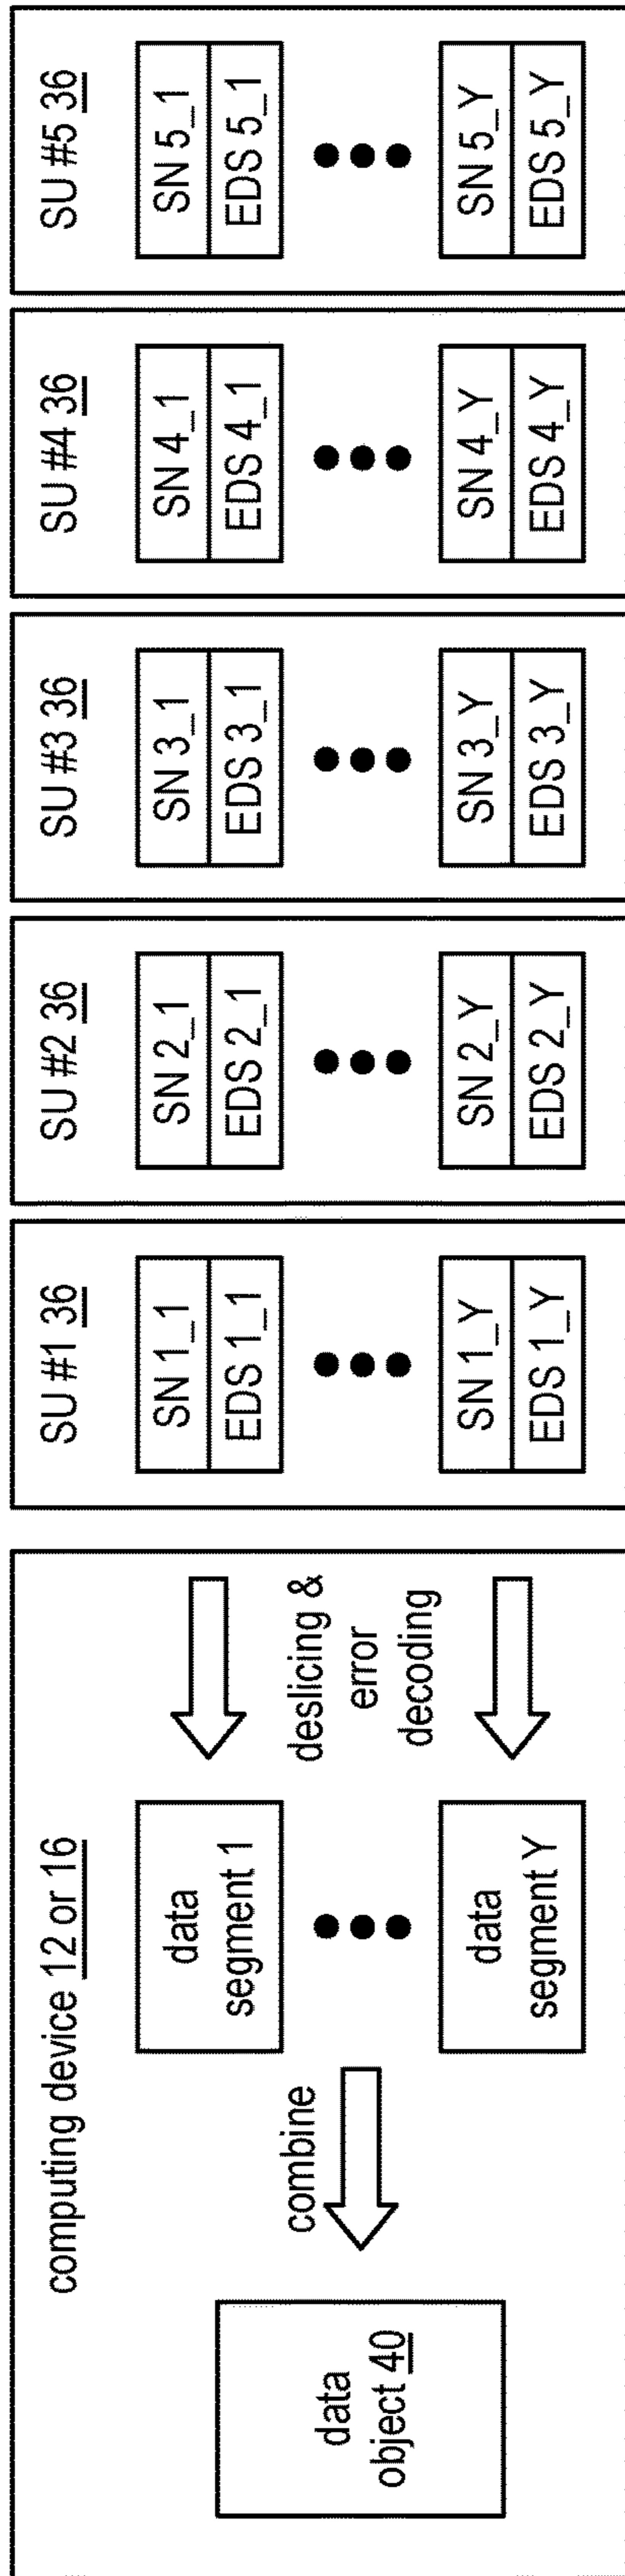 computing device 12 or 16
data
object 40
combine
data
segment 1
data
segment Y
deslicing &
error
decoding
SU #1 36
SN 1_1
EDS 1_1
SN 1_Y
EDS 1_Y
SU #2 36
SN 2_1
EDS 2_1
SN 2_Y
EDS 2_Y
SU #3 36
SN 3_1
EDS 3_1
SN 3_Y
EDS 3_Y
SU #4 36
SN 4_1
EDS 4_1
SN 4_Y
EDS 4_Y
SU #5 36
SN 5_1
EDS 5_1
SN 5_Y
EDS 5_Y